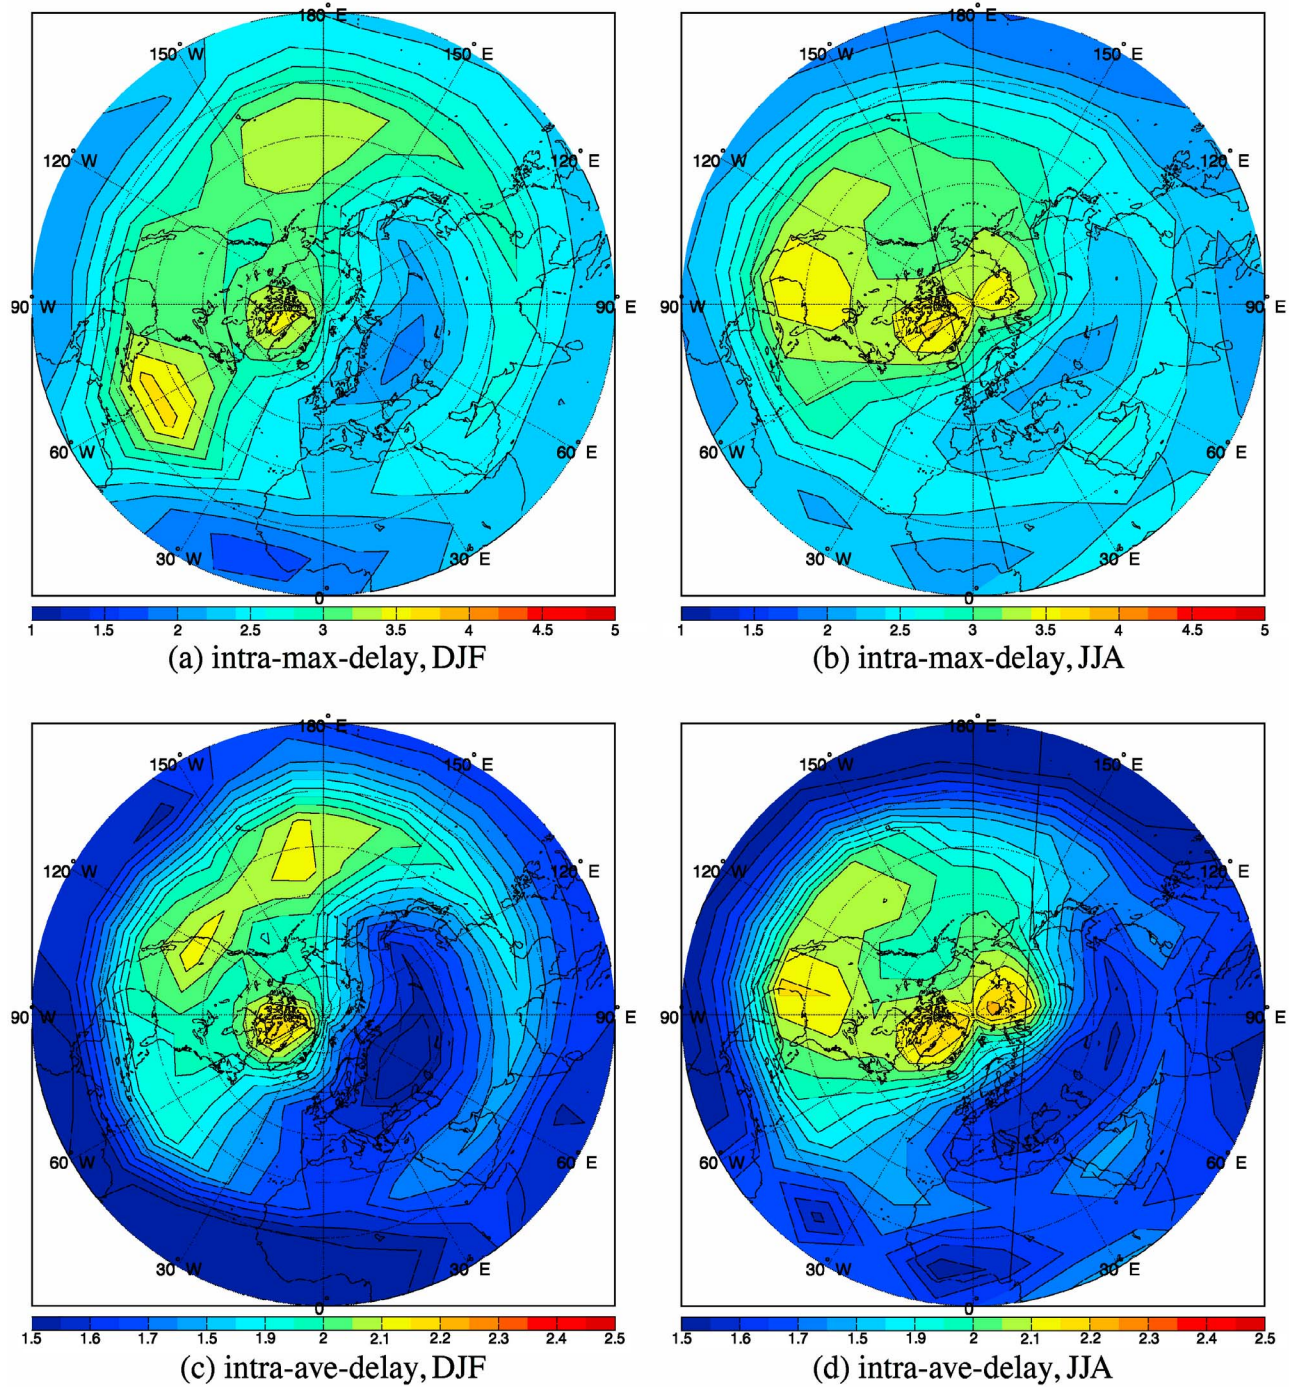 180° E
150° W 150° E
120° W 120° E
90° W 90° E
60° W 60° E
30° W 30° E
0°
1 1.5 2 2.5 3 3.5 4 4.5 5
(a) intra-max-delay, DJF
180° E
150° W 150° E
120° W 120° E
90° W 90° E
60° W 60° E
30° W 30° E
0°
1 1.5 2 2.5 3 3.5 4 4.5 5
(b) intra-max-delay, JJA
180° E
150° W 150° E
120° W 120° E
90° W 90° E
60° W 60° E
30° W 30° E
0°
1.5 1.6 1.7 1.5 1.9 2 2.1 2.2 2.3 2.4 2.5
(c) intra-ave-delay, DJF
180° E
150° W 150° E
120° W 120° E
90° W 90° E
60° W 60° E
30° W 30° E
0°
1.5 1.6 1.7 1.5 1.9 2 2.1 2.2 2.3 2.4 2.5
(d) intra-ave-delay, JJA